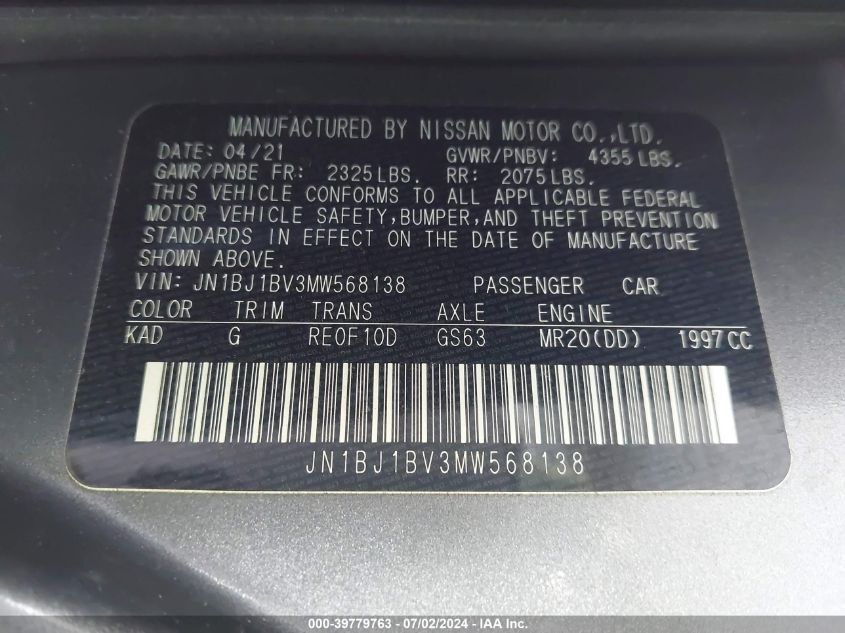 MANUFACTURED BY NISSAN MOTOR CO.,LTD.
DATE: 04/21 GVWR/PNBV: 4355 LBS.
GAWR/PNBE FR: 2325 LBS. RR: 2075 LBS.
THIS VEHICLE CONFORMS TO ALL APPLICABLE FEDERAL
MOTOR VEHICLE SAFETY, BUMPER, AND THEFT PREVENTION
STANDARDS IN EFFECT ON THE DATE OF MANUFACTURE
SHOWN ABOVE.
VIN: JN1BJ1BV3MW568138 PASSENGER CAR
COLOR TRIM TRANS AXLE ENGINE
KAD G RE0F10D GS63 MR20(DD) 1997CC
JN1BJ1BV3MW568138
000-39779763 - 07/02/2024 - www.iaai.com